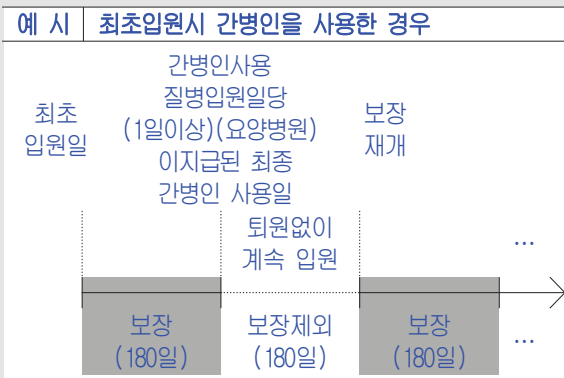 예 시 최초입원시 간병인을 사용한 경우
최초
입원일
간병인사용
질병입원일당
(1일이상)(요양병원)
이지급된 최종
간병인 사용일
보장
재개
퇴원없이
계속 입원
...
보장
(180일)
보장제외
(180일)
보장
(180일)
...